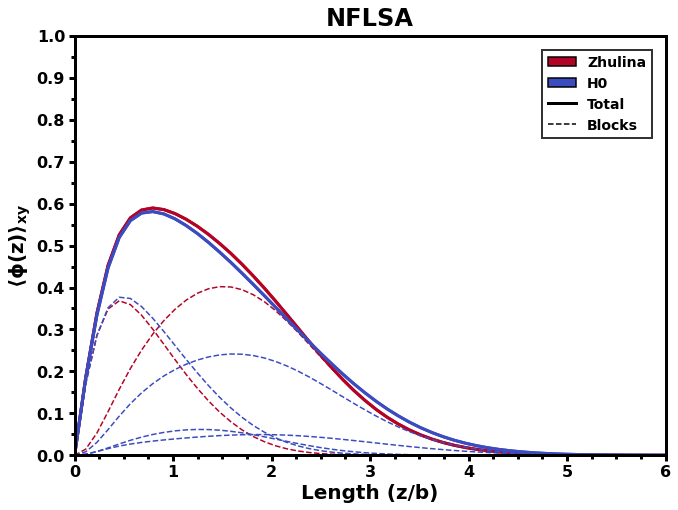 NFLSA
1.0
0.9
0.8
0.7
0.6
0.5
0.4
0.3
0.2
0.1
0.0
⟨ϕ(z)⟩xy
Zhulina
H0
Total
Blocks
0 1 2 3 4 5 6
Length (z/b)